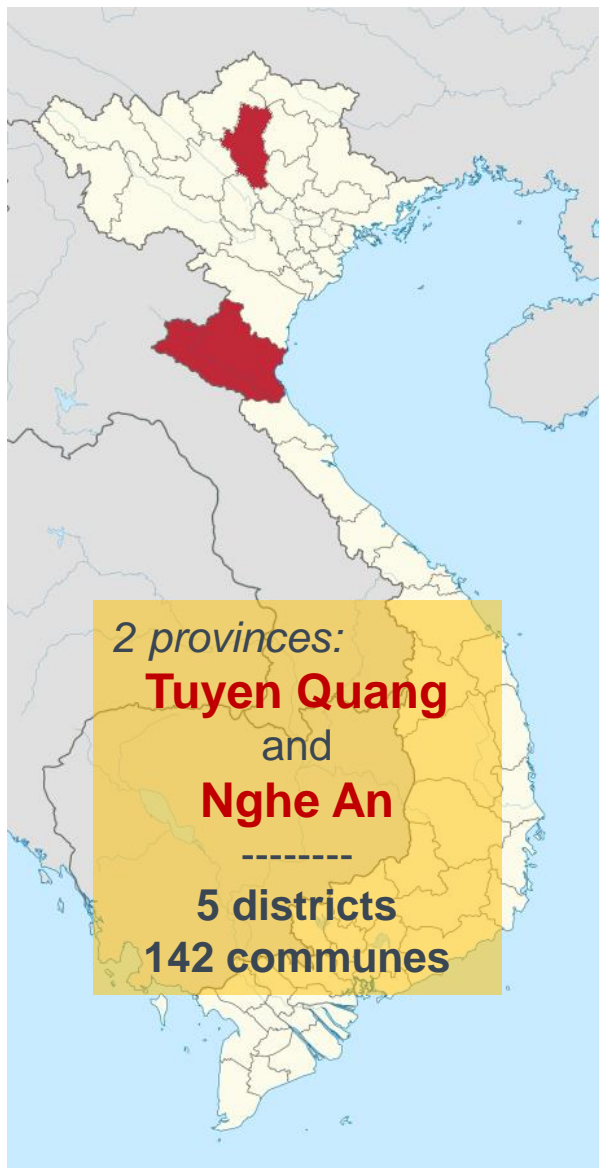 2 provinces:
Tuyen Quang
and
Nghe An
--------
5 districts
142 communes